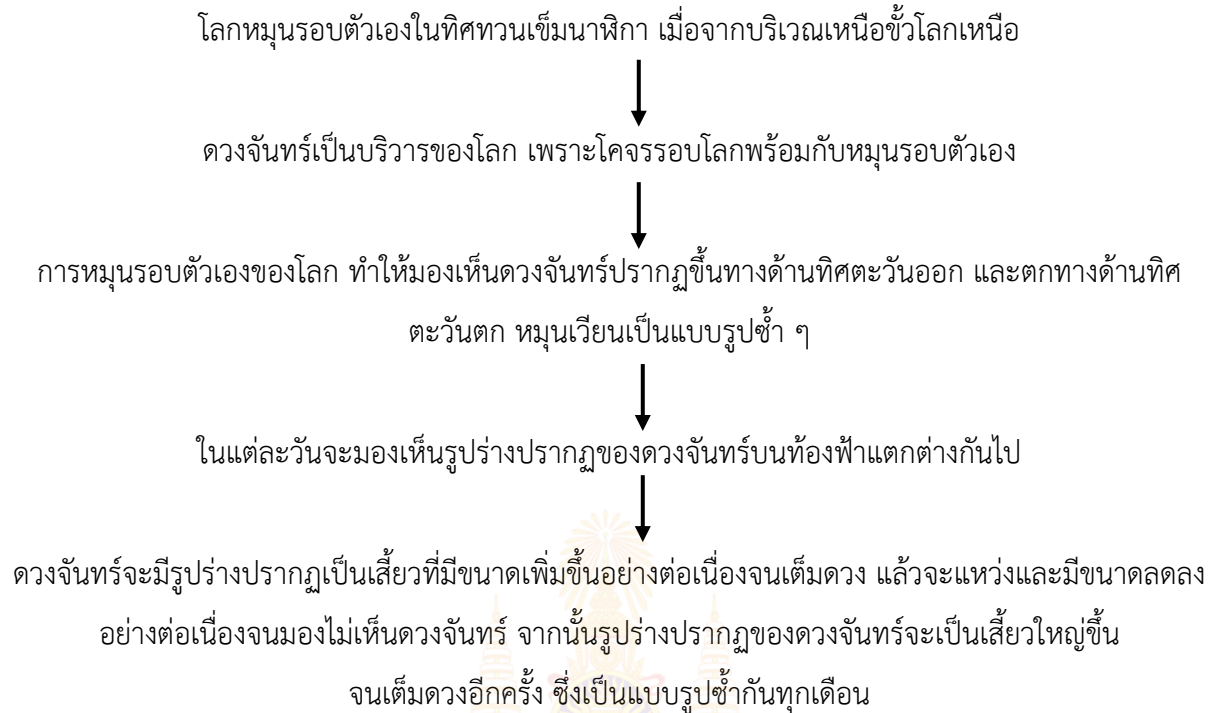 โลกหมุนรอบตัวเองในทิศทวนเข็มนาฬิกา เมื่อจากบริเวณเหนือขั้วโลกเหนือ
ดวงจันทร์เป็นบริวารของโลก เพราะโคจรรอบโลกพร้อมกับหมุนรอบตัวเอง
การหมุนรอบตัวเองของโลก ทำให้มองเห็นดวงจันทร์ปรากฏขึ้นทางด้านทิศตะวันออก และตกทางด้านทิศ
ตะวันตก หมุนเวียนเป็นแบบรูปซ้ำ ๆ
ในแต่ละวันจะมองเห็นรูปร่างปรากฏของดวงจันทร์บนท้องฟ้าแตกต่างกันไป
ดวงจันทร์จะมีรูปร่างปรากฏเป็นเสี้ยวที่มีขนาดเพิ่มขึ้นอย่างต่อเนื่องจนเต็มดวง แล้วจะแหว่งและมีขนาดลดลง
อย่างต่อเนื่องจนมองไม่เห็นดวงจันทร์ จากนั้นรูปร่างปรากฏของดวงจันทร์จะเป็นเสี้ยวใหญ่ขึ้น
จนเต็มดวงอีกครั้ง ซึ่งเป็นแบบรูปซ้ำกันทุกเดือน